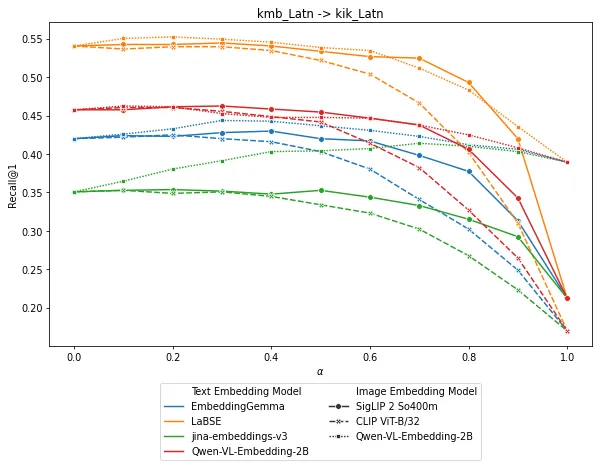 kmb_Latn -> kik_Latn
Recall@1
0.55
0.50
0.45
0.40
0.35
0.30
0.25
0.20
0.0 0.2 0.4 0.6 0.8 1.0
α
Text Embedding Model Image Embedding Model
EmbeddingGemma SigLIP 2 So400m
LaBSE CLIP ViT-B/32
jina-embeddings-v3 Qwen-VL-Embedding-2B
Qwen-VL-Embedding-2B